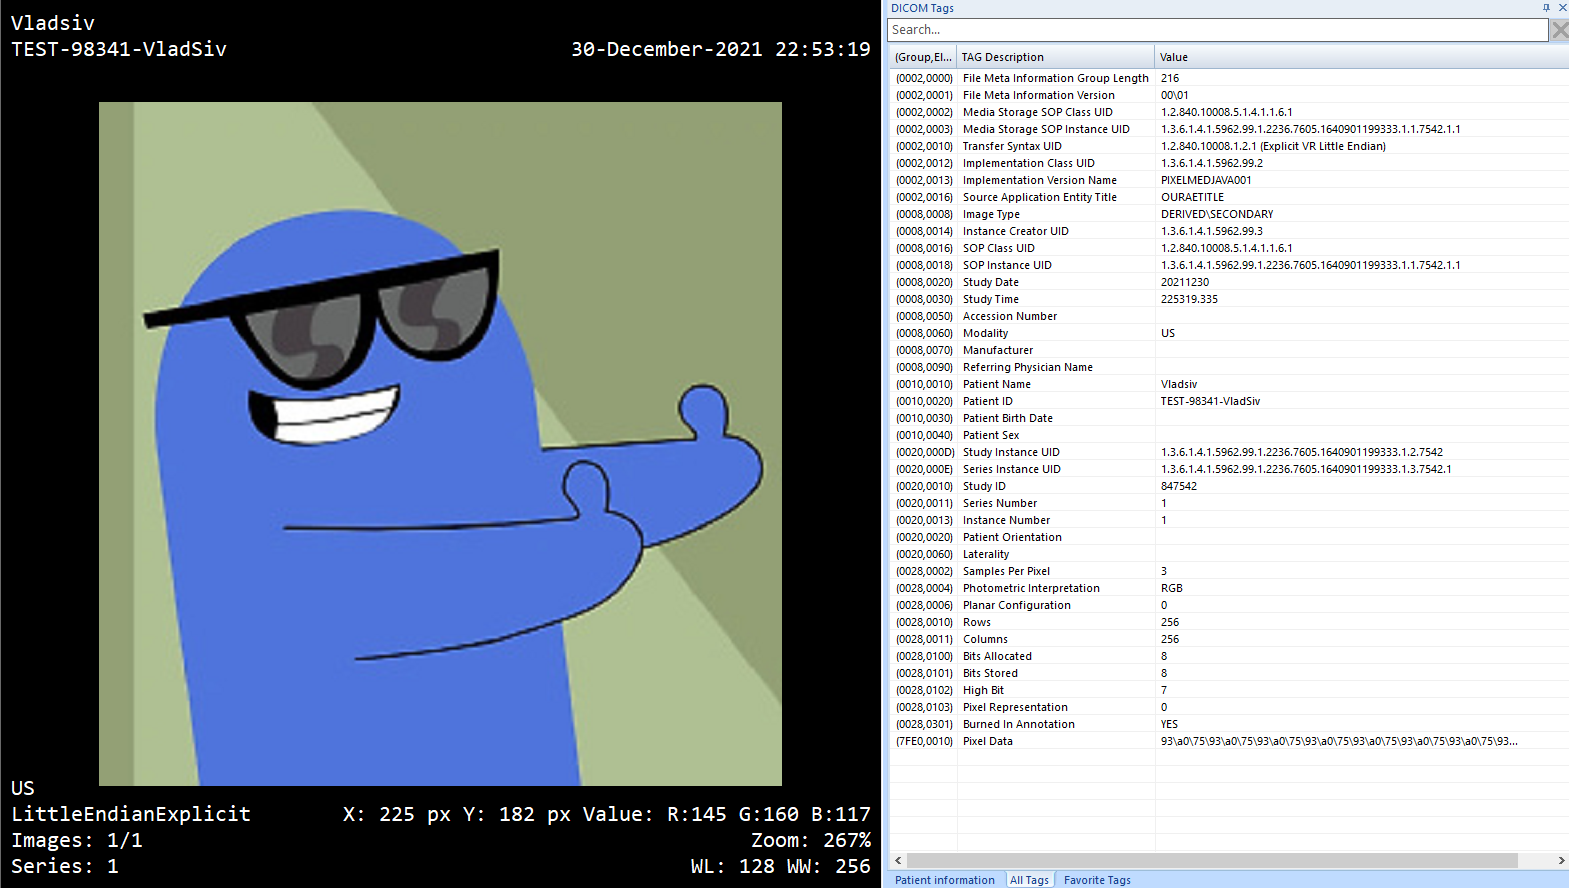 Vladsiv
TEST-98341-VladSiv
30-December-2021 22:53:19
US
LittleEndianExplicit
X: 225 px Y: 182 px Value: R:145 G:160 B:117
Images: 1/1
Zoom: 267%
Series: 1
WL: 128 WW: 256
DICOM Tags
Search...
(Group,El... TAG Description Value
(0002,0000) File Meta Information Group Length 216
(0002,0001) File Meta Information Version 00\01
(0002,0002) Media Storage SOP Class UID 1.2.840.10008.5.1.4.1.1.6.1
(0002,0003) Media Storage SOP Instance UID 1.3.6.1.4.1.5962.99.1.2236.7605.1640901199333.1.1.7542.1.1
(0002,0010) Transfer Syntax UID 1.2.840.10008.1.2.1 (Explicit VR Little Endian)
(0002,0012) Implementation Class UID 1.3.6.1.4.1.5962.99.2
(0002,0013) Implementation Version Name PIXELMEDJAVA001
(0002,0016) Source Application Entity Title OURAETITLE
(0008,0008) Image Type DERIVED\SECONDARY
(0008,0014) Instance Creator UID 1.3.6.1.4.1.5962.99.3
(0008,0016) SOP Class UID 1.2.840.10008.5.1.4.1.1.6.1
(0008,0018) SOP Instance UID 1.3.6.1.4.1.5962.99.1.2236.7605.1640901199333.1.1.7542.1.1
(0008,0020) Study Date 20211230
(0008,0030) Study Time 225319.335
(0008,0050) Accession Number
(0008,0060) Modality US
(0008,0070) Manufacturer
(0008,0090) Referring Physician Name
(0010,0010) Patient Name Vladsiv
(0010,0020) Patient ID TEST-98341-VladSiv
(0010,0030) Patient Birth Date
(0010,0040) Patient Sex
(0020,000D) Study Instance UID 1.3.6.1.4.1.5962.99.1.2236.7605.1640901199333.1.2.7542
(0020,000E) Series Instance UID 1.3.6.1.4.1.5962.99.1.2236.7605.1640901199333.1.3.7542.1
(0020,0010) Study ID 847542
(0020,0011) Series Number 1
(0020,0013) Instance Number 1
(0020,0020) Patient Orientation
(0020,0060) Laterality
(0028,0002) Samples Per Pixel 3
(0028,0004) Photometric Interpretation RGB
(0028,0006) Planar Configuration 0
(0028,0010) Rows 256
(0028,0011) Columns 256
(0028,0100) Bits Allocated 8
(0028,0101) Bits Stored 8
(0028,0102) High Bit 7
(0028,0103) Pixel Representation 0
(0028,0301) Burned In Annotation YES
(7FE0,0010) Pixel Data 93\a0\75\93\a0\75\93\a0\75\93\a0\75\93\a0\75\93\a0\75\93\a0\75\93...
Patient information All Tags Favorite Tags